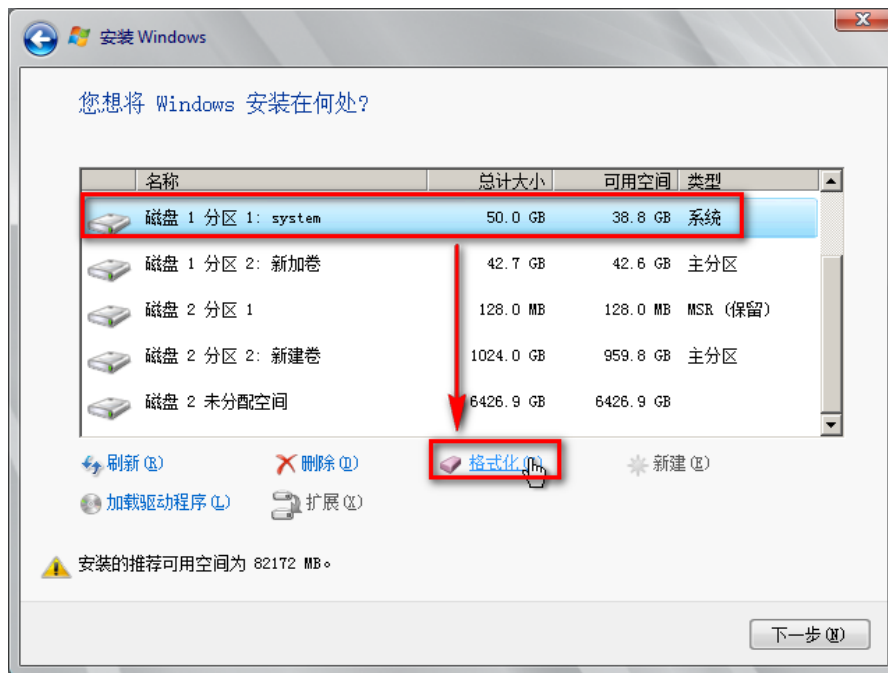 安装 Windows
您想将 Windows 安装在何处?
名称 总计大小 可用空间 类型
磁盘 1 分区 1: system 50.0 GB 38.8 GB 系统
磁盘 1 分区 2: 新加卷 42.7 GB 42.6 GB 主分区
磁盘 2 分区 1 128.0 MB 128.0 MB MSR (保留)
磁盘 2 分区 2: 新建卷 1024.0 GB 959.8 GB 主分区
磁盘 2 未分配空间 6426.9 GB 6426.9 GB
刷新(R) 删除(D) 格式化 新建(E)
加载驱动程序(L) 扩展(X)
安装的推荐可用空间为 82172 MB。
下一步(N)